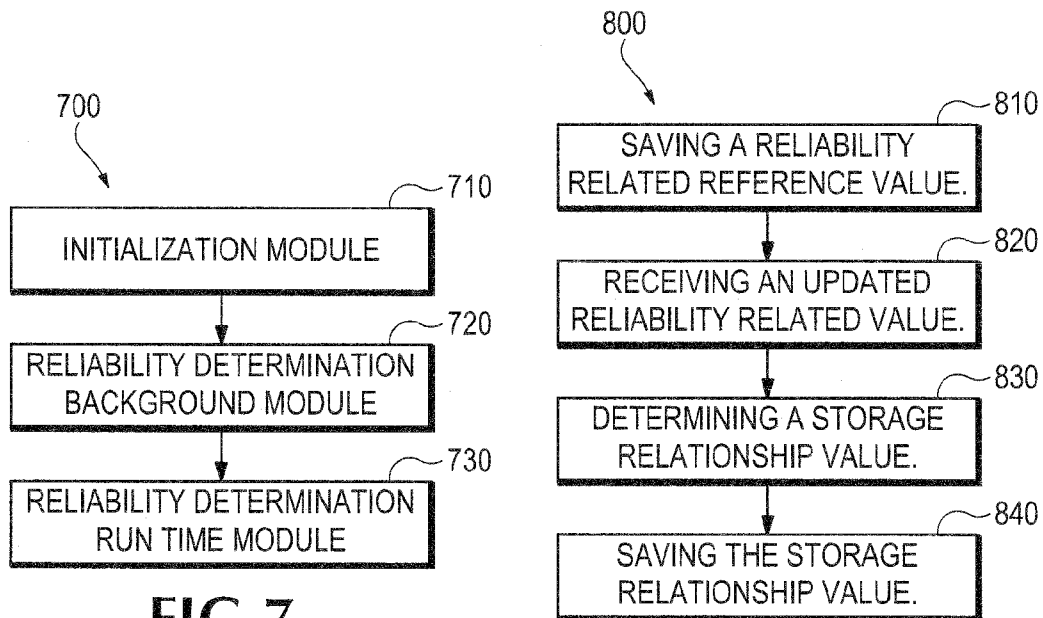 700
710
INITIALIZATION MODULE
720
RELIABILITY DETERMINATION
BACKGROUND MODULE
730
RELIABILITY DETERMINATION
RUN TIME MODULE
FIG. 7
800
810
SAVING A RELIABILITY
RELATED REFERENCE VALUE.
820
RECEIVING AN UPDATED
RELIABILITY RELATED VALUE.
830
DETERMINING A STORAGE
RELATIONSHIP VALUE.
840
SAVING THE STORAGE
RELATIONSHIP VALUE.